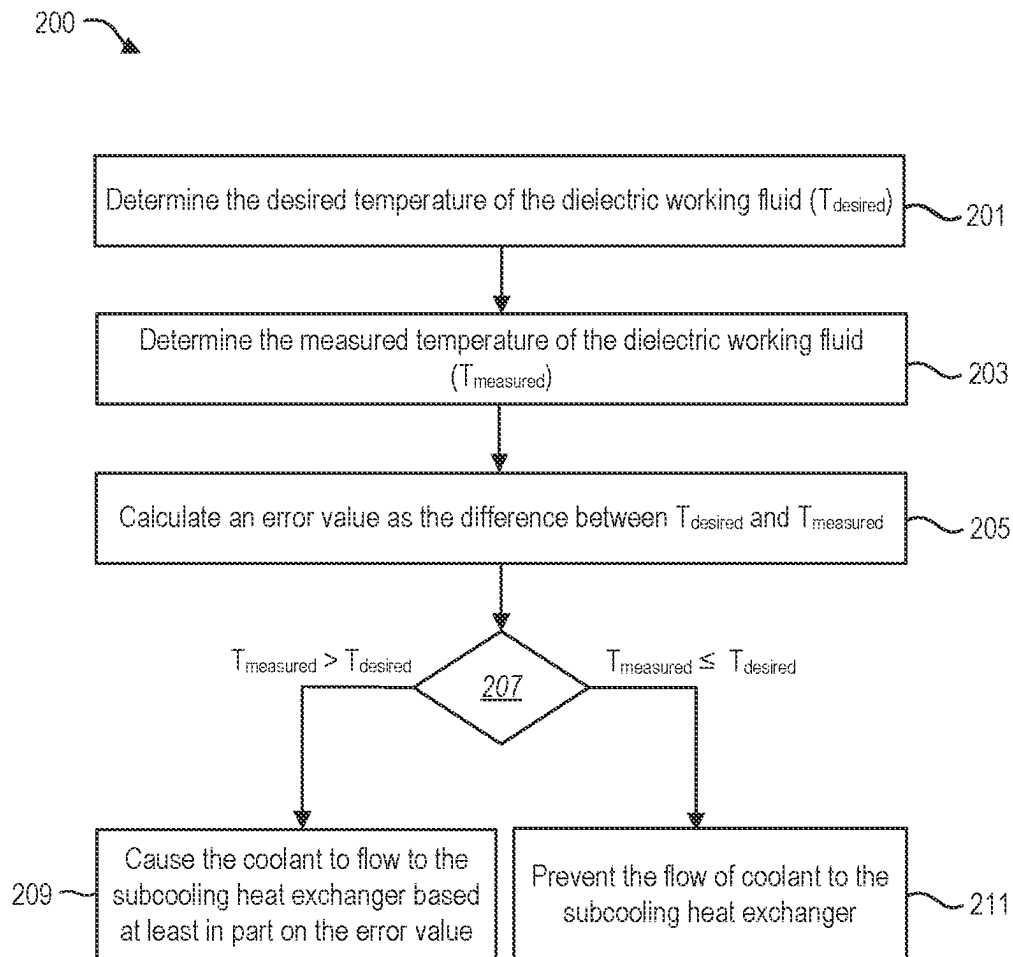 200
Determine the desired temperature of the dielectric working fluid (Tdesired)
201
Determine the measured temperature of the dielectric working fluid
(Tmeasured)
203
Calculate an error value as the difference between Tdesired and Tmeasured
205
Tmeasured > Tdesired
Tmeasured ≤ Tdesired
207
209
Cause the coolant to flow to the
subcooling heat exchanger based
at least in part on the error value
Prevent the flow of coolant to the
subcooling heat exchanger
211